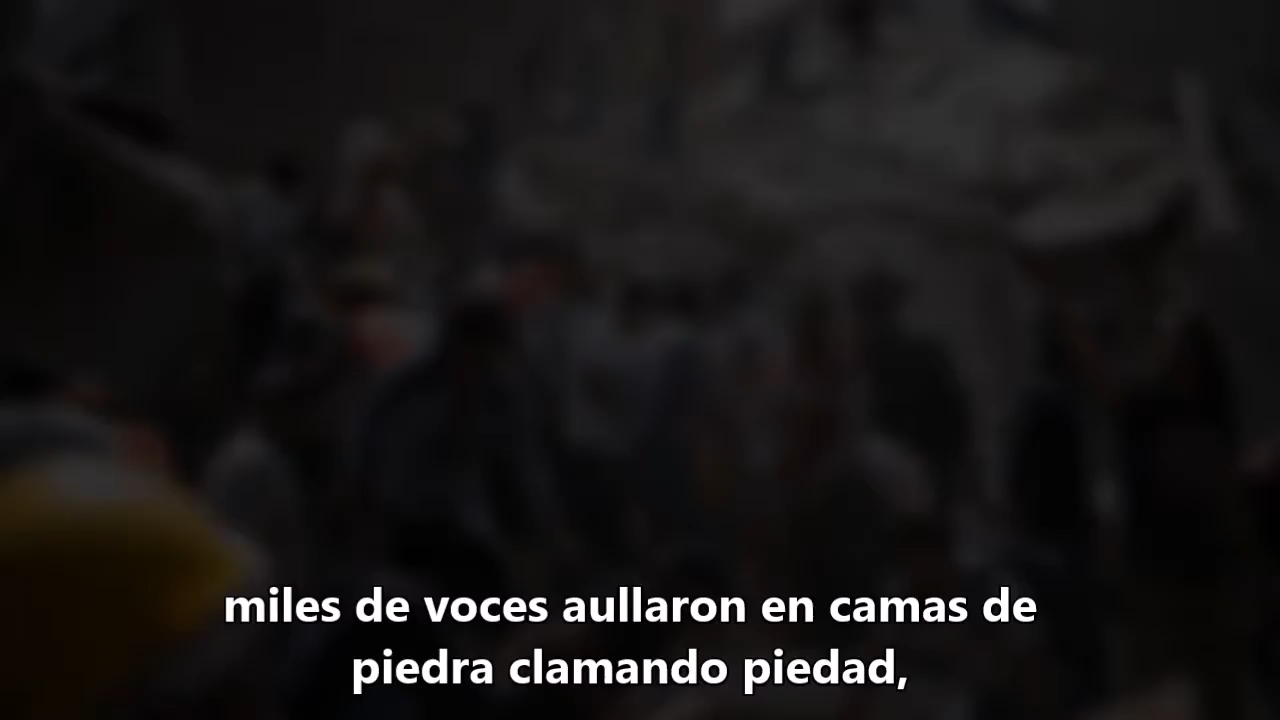 miles de voces aullaron en camas de
piedra clamando piedad,